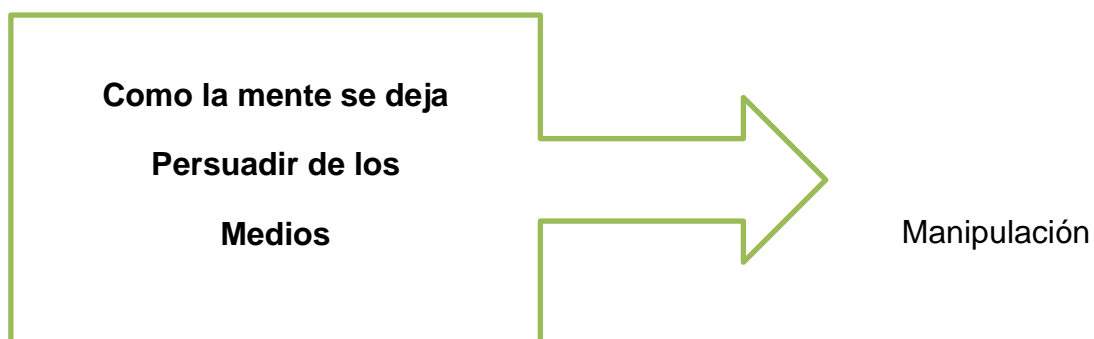 Como la mente se deja
Persuadir de los
Medios
Manipulación